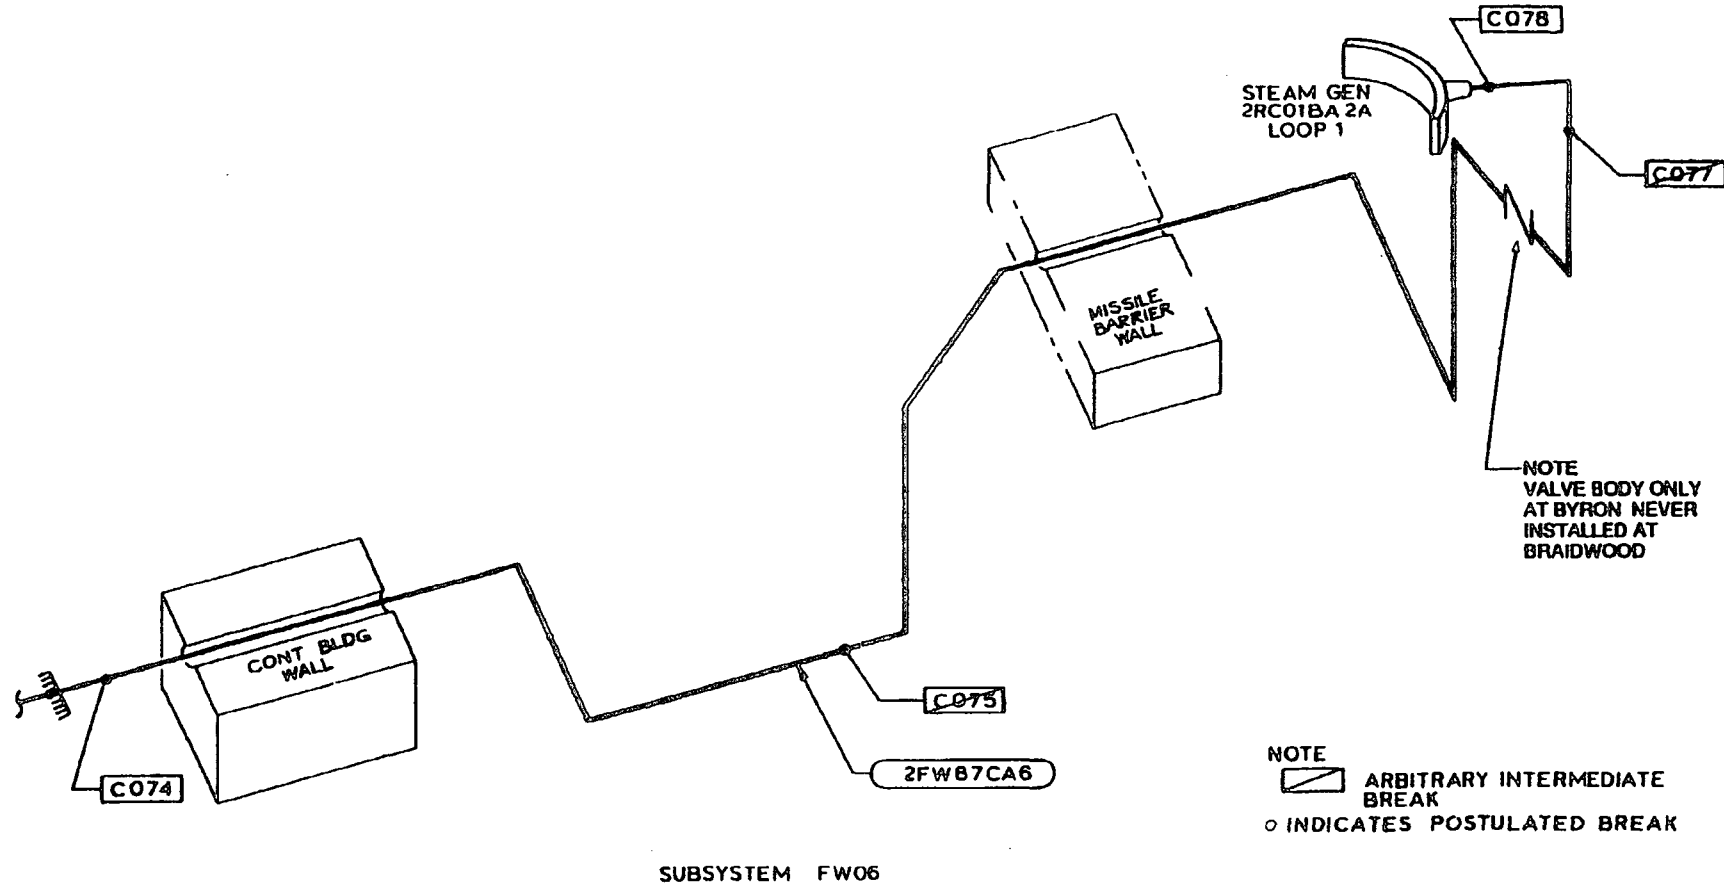 C078
STEAM GEN
2RC01BA 2A
LOOP 1
C077
MISSILE
BARRIER
WALL
NOTE
VALVE BODY ONLY
AT BYRON NEVER
INSTALLED AT
BRAIDWOOD
CONT BLDG
WALL
C075
2FW87CA6
C074
NOTE
ARBITRARY INTERMEDIATE
BREAK
INDICATES POSTULATED BREAK
SUBSYSTEM FW06